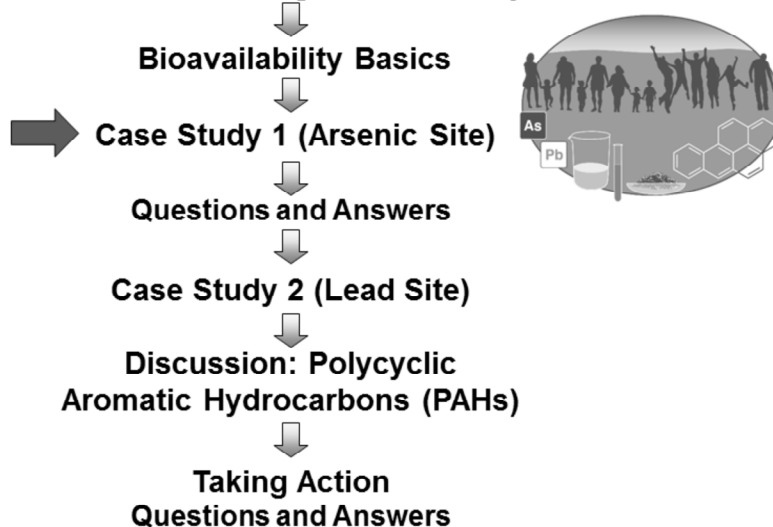 Bioavailability Basics
Case Study 1 (Arsenic Site)
As
Pb
Questions and Answers
Case Study 2 (Lead Site)
Discussion: Polycyclic
Aromatic Hydrocarbons (PAHs)
Taking Action
Questions and Answers